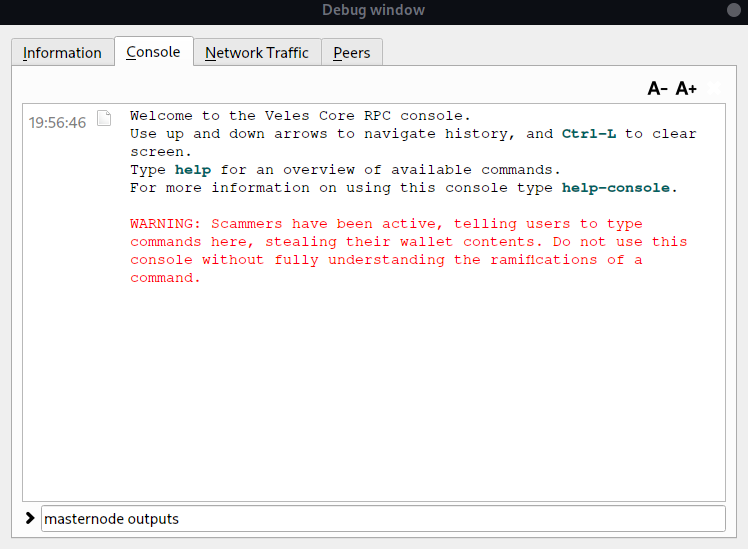 Debug window
Information Console Network Traffic Peers
A- A+
19:56:46 Welcome to the Veles Core RPC console.
Use up and down arrows to navigate history, and Ctrl-L to clear
screen.
Type help for an overview of available commands.
For more information on using this console type help-console.
WARNING: Scammers have been active, telling users to type
commands here, stealing their wallet contents. Do not use this
console without fully understanding the ramifications of a
command.
masternode outputs